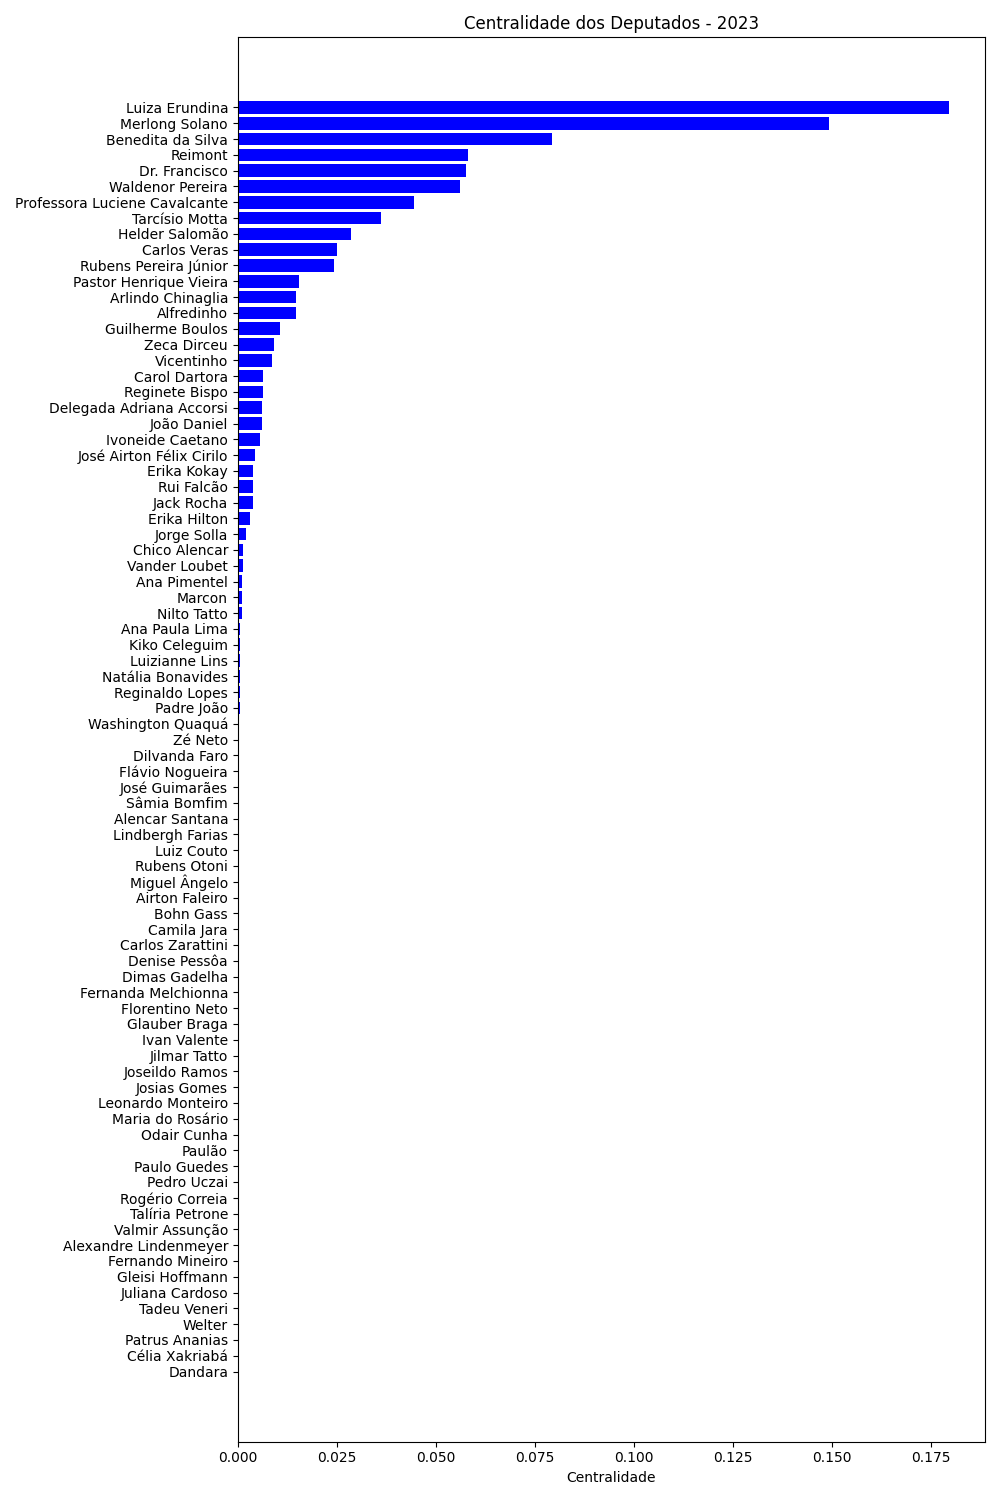 Centralidade dos Deputados - 2023
Luiza Erundina
Merlong Solano
Benedita da Silva
Reimont
Dr. Francisco
Waldenor Pereira
Professora Luciene Cavalcante
Tarcísio Motta
Helder Salomão
Carlos Veras
Rubens Pereira Júnior
Pastor Henrique Vieira
Arlindo Chinaglia
Alfredinho
Guilherme Boulos
Zeca Dirceu
Vicentinho
Carol Dartora
Reginete Bispo
Delegada Adriana Accorsi
João Daniel
Ivoneide Caetano
José Airton Félix Cirilo
Erika Kokay
Rui Falcão
Jack Rocha
Erika Hilton
Jorge Solla
Chico Alencar
Vander Loubet
Ana Pimentel
Marcon
Nilto Tatto
Ana Paula Lima
Kiko Celeguim
Luizianne Lins
Natália Bonavides
Reginaldo Lopes
Padre João
Washington Quaquá
Zé Neto
Dilvanda Faro
Flávio Nogueira
José Guimarães
Sâmia Bomfim
Alencar Santana
Lindbergh Farias
Luiz Couto
Rubens Otoni
Miguel Ângelo
Airton Faleiro
Bohn Gass
Camila Jara
Carlos Zarattini
Denise Pessôa
Dimas Gadelha
Fernanda Melchionna
Florentino Neto
Glauber Braga
Ivan Valente
Jilmar Tatto
Joseildo Ramos
Josias Gomes
Leonardo Monteiro
Maria do Rosário
Odair Cunha
Paulão
Paulo Guedes
Pedro Uczai
Rogério Correia
Talíria Petrone
Valmir Assunção
Alexandre Lindenmeyer
Fernando Mineiro
Gleisi Hoffmann
Juliana Cardoso
Tadeu Veneri
Welter
Patrus Ananias
Célia Xakriabá
Dandara
0.000 0.025 0.050 0.075 0.100 0.125 0.150 0.175
Centralidade